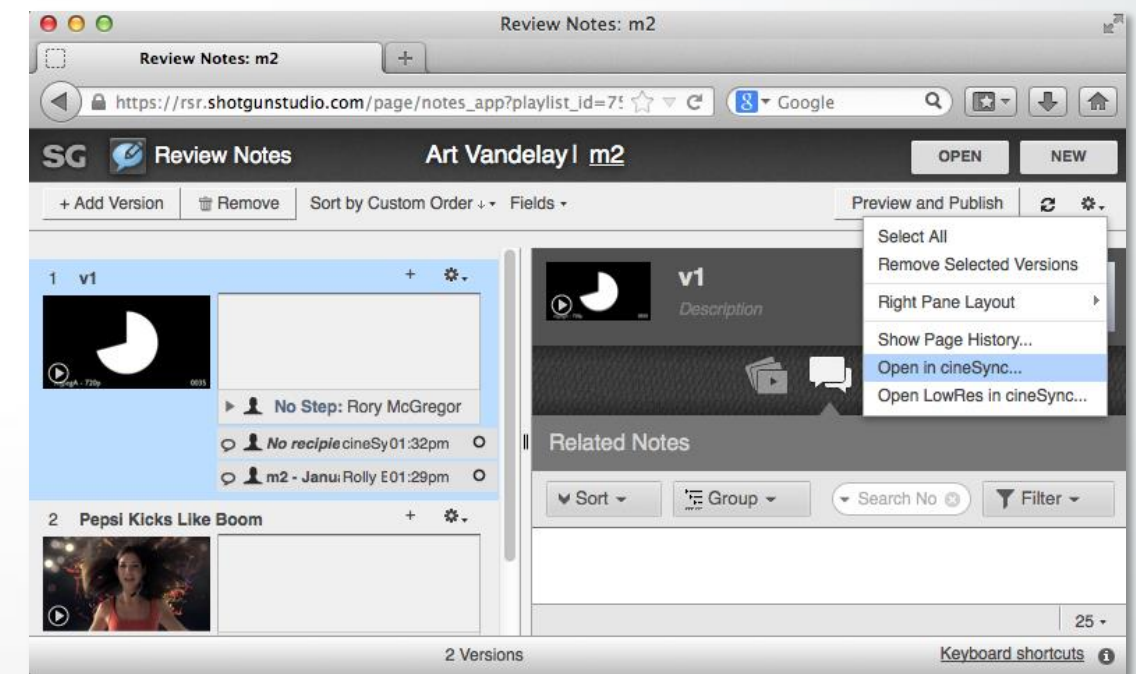 Review Notes: m2
Review Notes: m2
https://rsr.shotgunstudio.com/page/notes_app?playlist_id=7
Google
SG Review Notes Art Vandelay | m2 OPEN NEW
+ Add Version Remove Sort by Custom Order Fields Preview and Publish
Select All
Remove Selected Versions
Right Pane Layout
Show Page History...
Open in cineSync...
Open LowRes in cineSync...
1 v1 +
720p 0035
No Step: Rory McGregor
No recipie cineSy 01:32pm
m2 - Janu Rolly E 01:29pm
2 Pepsi Kicks Like Boom +
v1
Description
Related Notes
Sort Group Search No Filter
25
2 Versions Keyboard shortcuts